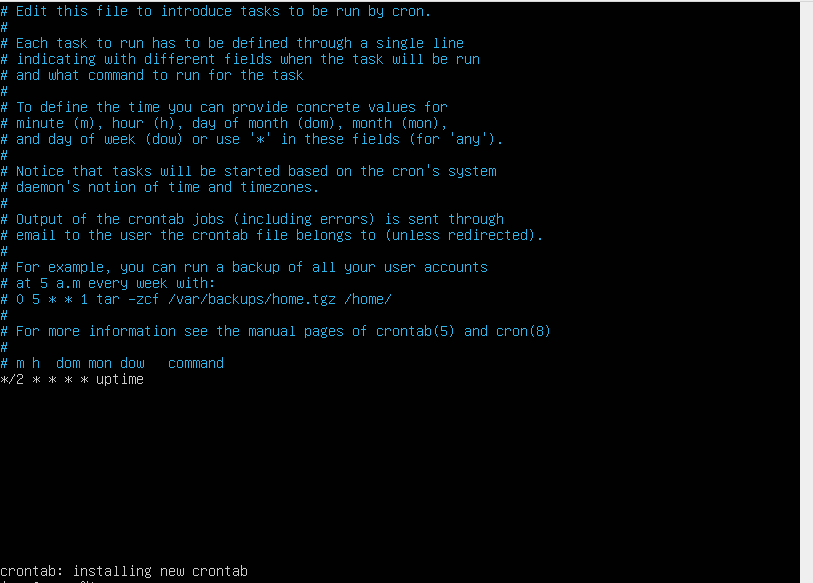 # Edit this file to introduce tasks to be run by cron.
#
# Each task to run has to be defined through a single line
# indicating with different fields when the task will be run
# and what command to run for the task
#
# To define the time you can provide concrete values for
# minute (m), hour (h), day of month (dom), month (mon),
# and day of week (dow) or use '*' in these fields (for 'any').
#
# Notice that tasks will be started based on the cron's system
# daemon's notion of time and timezones.
#
# Output of the crontab jobs (including errors) is sent through
# email to the user the crontab file belongs to (unless redirected).
#
# For example, you can run a backup of all your user accounts
# at 5 a.m every week with:
# 0 5 * * 1 tar -zcf /var/backups/home.tgz /home/
#
# For more information see the manual pages of crontab(5) and cron(8)
#
# m h  dom mon dow   command
*/2 * * * * uptime
crontab: installing new crontab